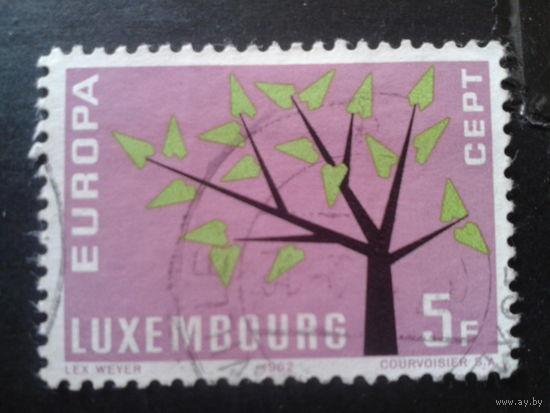 EUROPA
CEPT
LUXEMBOURG 5F
LEX WEYER 1962 COURVOISIER S.A.
www.ay.by